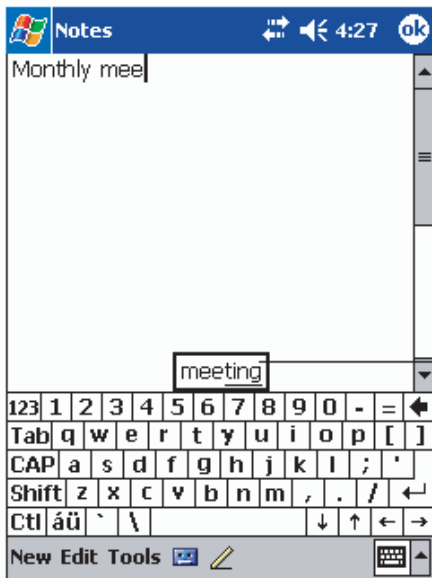 Notes 4:27 ok
Monthly mee
meeting
123 1 2 3 4 5 6 7 8 9 0 - =
Tab q w e r t y u i o p [ ]
CAP a s d f g h j k l ; '
Shift z x c v b n m , . /
Ctl áü ` \
New Edit Tools